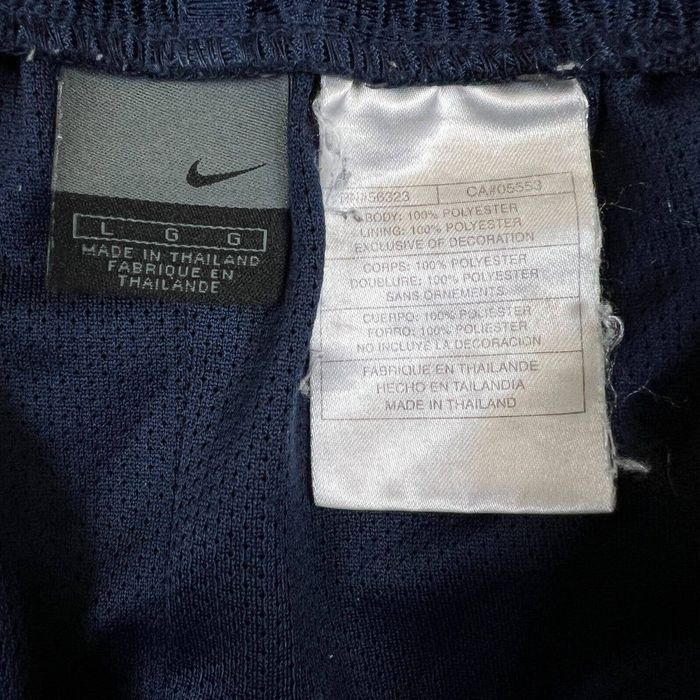 L G G
MADE IN THAILAND
FABRIQUE EN
THAILANDE
RN#56323 CA#05553
BODY: 100% POLYESTER
LINING: 100% POLYESTER
EXCLUSIVE OF DECORATION
CORPS: 100% POLYESTER
DOUBLURE: 100% POLYESTER
SANS ORNEMENTS
CUERPO: 100% POLYESTER
FORRO: 100% POLYESTER
NO INCLUYE LA DECORACION
FABRIQUE EN THAILANDE
HECHO EN TAILANDIA
MADE IN THAILAND